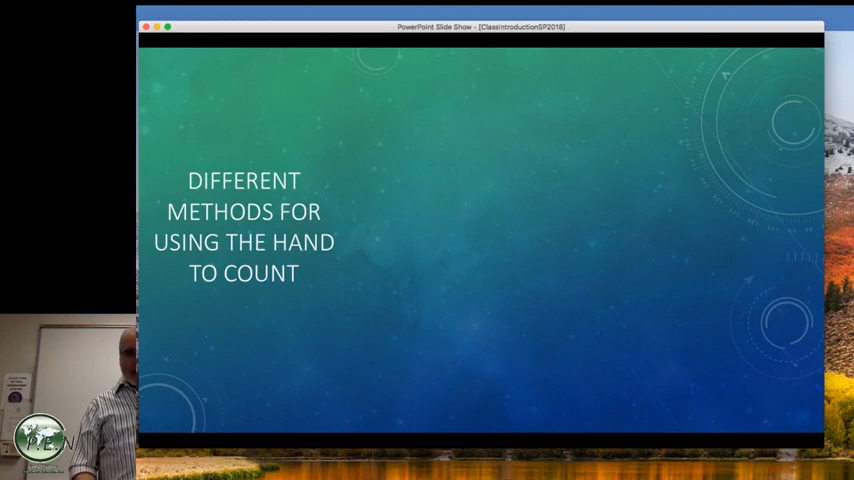 PowerPoint Slide Show - [ClassIntroductionSP2018]
DIFFERENT
METHODS FOR
USING THE HAND
TO COUNT
P.E.N